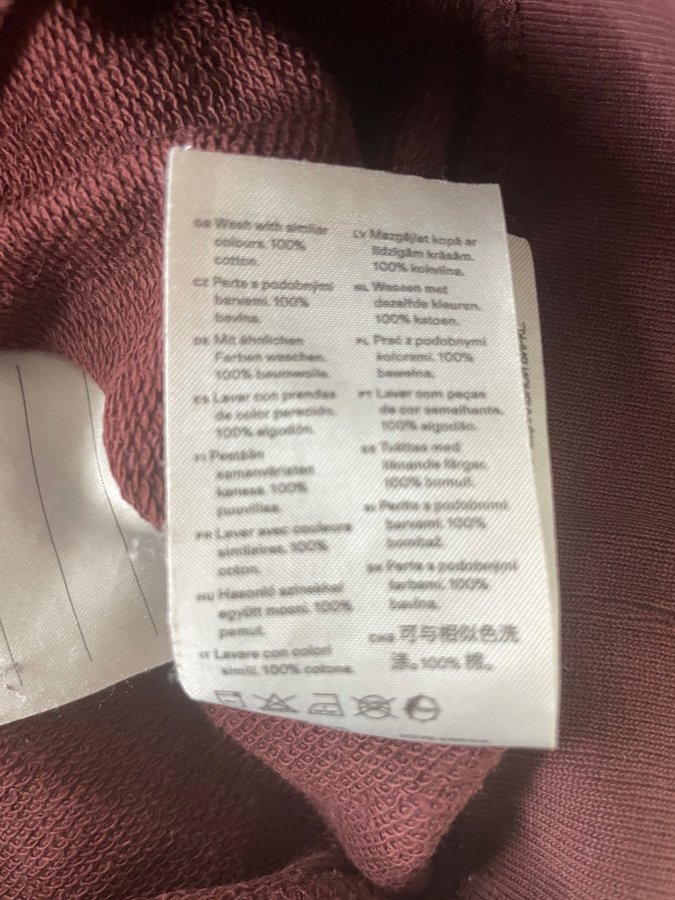 GB Wash with similar
colours. 100%
cotton.
CZ Perte s podobnými
barvami. 100%
bavlna.
DE Mit ähnlichen
Farben waschen.
100% baumwolle.
ES Lavar con prendas
de color parecido.
100% algodón.
FI Pestään
samanväristen
kanssa. 100%
puuvillaa.
FR Laver avec couleurs
similaires. 100%
coton.
HU Hasonló színekkel
együtt mosni. 100%
pamut.
IT Lavare con colori
simili. 100% cotone.
LV Mazgājiet kopā ar
līdzīgām krāsām.
100% kokvilna.
NL Wassen met
dezelfde kleuren.
100% katoen.
PL Prać z podobnymi
kolorami. 100%
bawełna.
PT Lavar com peças
de cor semelhante.
100% algodão.
SE Tvättas med
liknande färger.
100% bomull.
SI Perite s podobnimi
barvami. 100%
bombaž.
SK Perte s podobnými
farbami. 100%
bavlna.
CHS 可与相似色洗
涤。100% 棉。